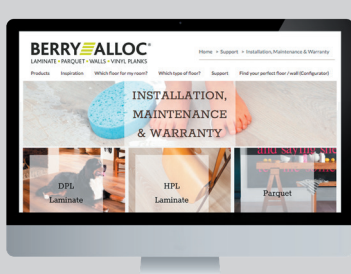 BERRY ALLOC®
LAMINATE • PARQUET • WALLS • VINYL PLANKS
Home > Support > Installation, Maintenance & Warranty
Products Inspiration Which floor for my room? Which type of floor? Support Find your perfect floor / wall (Configurator)
INSTALLATION,
MAINTENANCE
& WARRANTY
and saving
DPL
Laminate
HPL
Laminate
Parquet